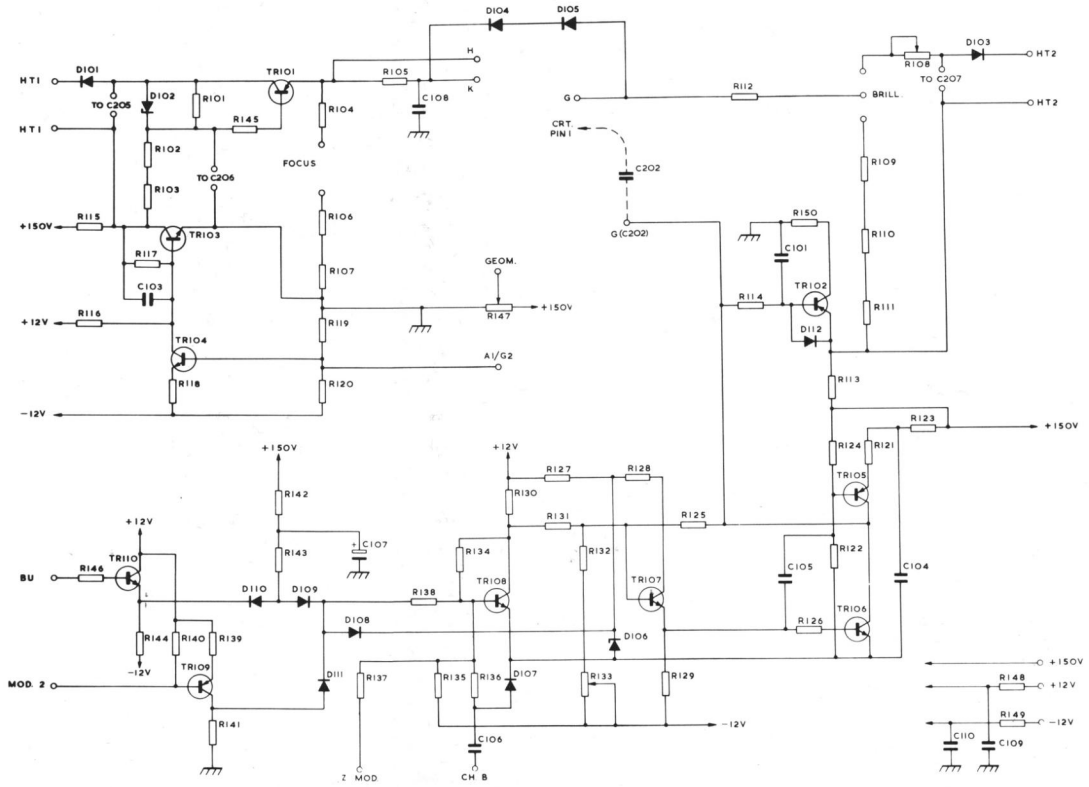 D104
D105
D103
HT2
R108
TO C207
HT2
D101
HT1
TO C205
HT1
D102
R101
TR101
R145
R105
H
K
C108
R104
FOCUS
R112
G
BRILL.
CRT.
PIN 1
C202
G(C202)
R102
R103
TO C206
R109
R110
R111
+150V
R115
TR103
R117
C103
R106
R107
GEOM.
R147
+150V
R150
C101
R114
TR102
D112
+12V
R116
TR104
R119
A1/G2
R118
R120
-12V
R113
R123
+150V
R124
R121
TR105
+150V
R142
R143
+
C107
+12V
R127
R128
R130
R131
R125
R134
R132
R122
C104
C105
+12V
BU
R146
TR110
D110
D109
R138
TR108
TR107
R126
TR106
R144
R140
R139
-12V
D108
D106
MOD. 2
TR109
D111
R137
R135
R136
D107
R133
R129
-12V
R141
C106
Z MOD.
CH B
+150V
R148
+12V
R149
-12V
C110
C109